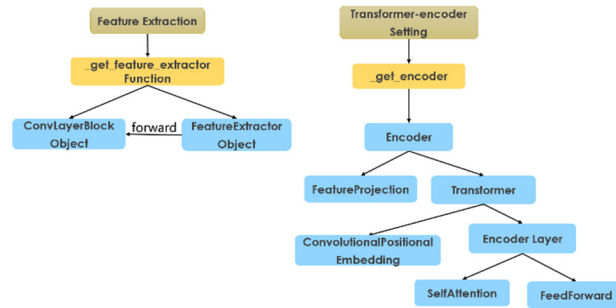 Feature Extraction
_get_feature_extractor
Function
ConvLayerBlock
Object
forward
FeatureExtractor
Object
Transformer-encoder
Setting
_get_encoder
Encoder
FeatureProjection
Transformer
ConvolutionalPositional
Embedding
Encoder Layer
SelfAttention
FeedForward